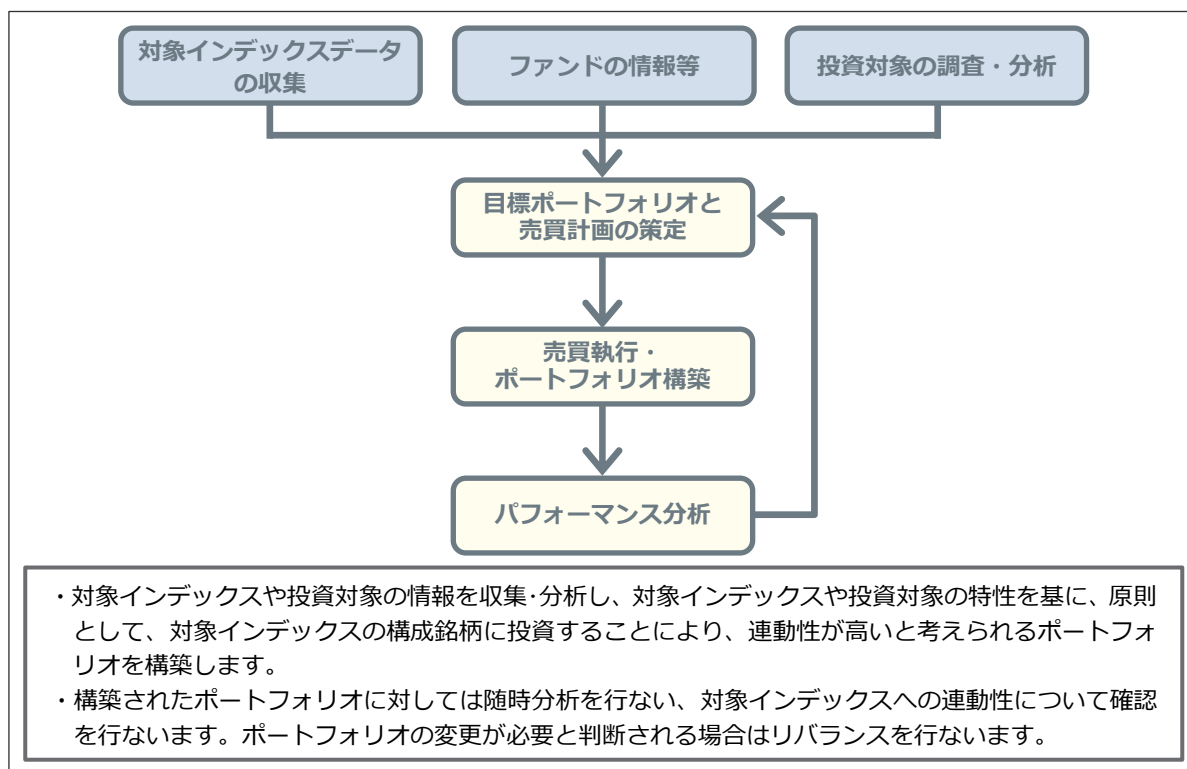 対象インデックスデータ
の収集
ファンドの情報等
投資対象の調査・分析
目標ポートフォリオと
売買計画の策定
売買執行・
ポートフォリオ構築
パフォーマンス分析
・対象インデックスや投資対象の情報を収集・分析し、対象インデックスや投資対象の特性を基に、原則
として、対象インデックスの構成銘柄に投資することにより、連動性が高いと考えられるポートフォ
リオを構築します。
・構築されたポートフォリオに対しては随時分析を行ない、対象インデックスへの連動性について確認
を行ないます。ポートフォリオの変更が必要と判断される場合はリバランスを行ないます。